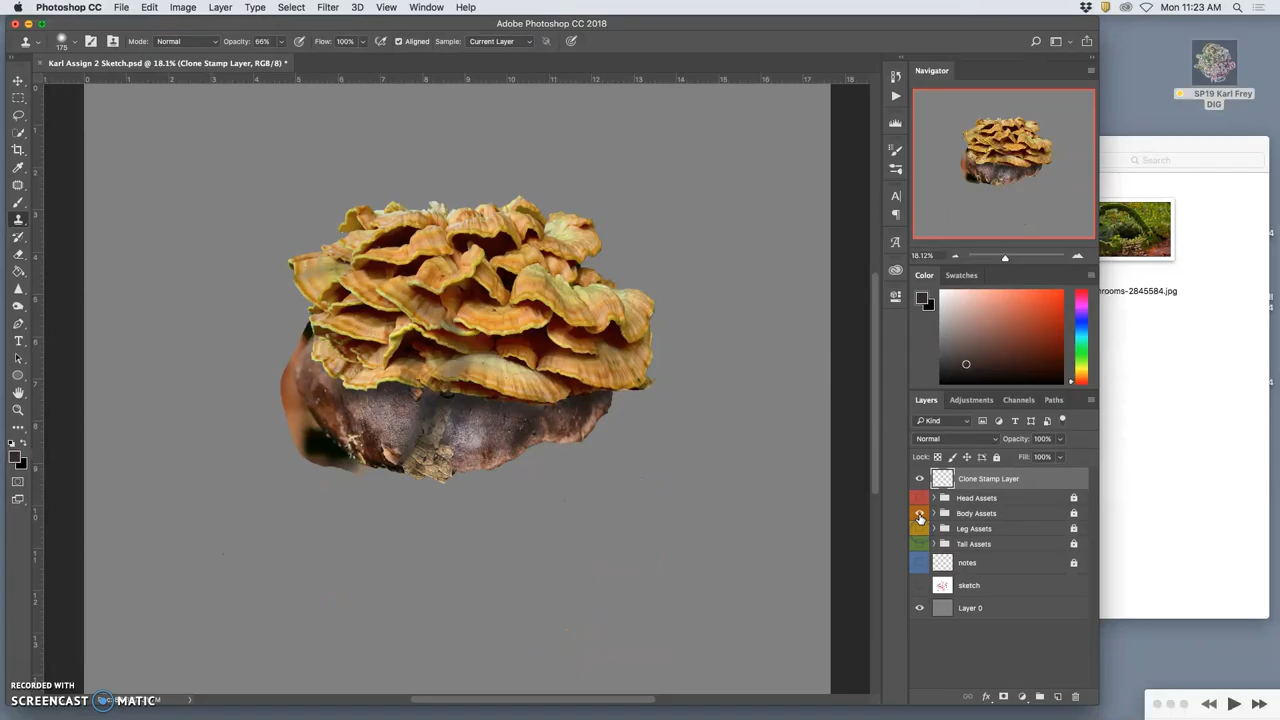 Photoshop CC File Edit Image Layer Type Select Filter 3D View Window Help Mon 11:23 AM
Adobe Photoshop CC 2018
175 Mode: Normal Opacity: 66% Flow: 100% Aligned Sample: Current Layer
Karl Assign 2 Sketch.psd @ 18.1% (Clone Stamp Layer, RGB/8) *
Navigator
SP19 Karl Frey
DIG
Search
18.12%
Color Swatches
rooms-2845584.jpg
Layers Adjustments Channels Paths
Kind
Normal Opacity: 100%
Lock: Fill: 100%
Clone Stamp Layer
Head Assets
Body Assets
Leg Assets
Tail Assets
notes
sketch
Layer 0
RECORDED WITH
SCREENCAST MATIC